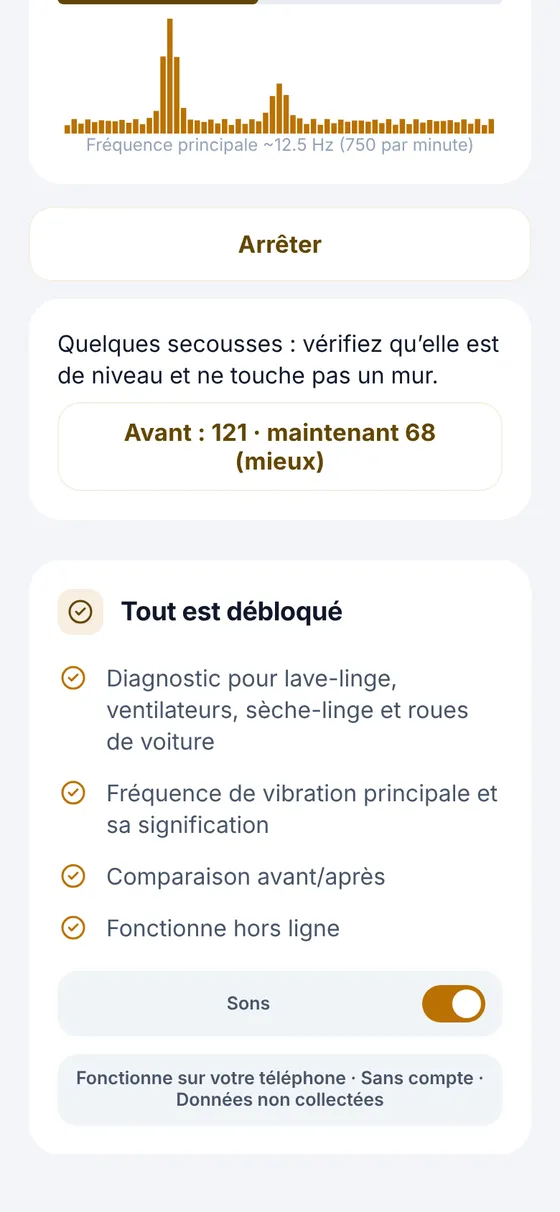 Fréquence principale ~12.5 Hz (750 par minute)
Arrêter
Quelques secousses : vérifiez qu’elle est
de niveau et ne touche pas un mur.
Avant : 121 · maintenant 68
(mieux)
Tout est débloqué
Diagnostic pour lave-linge,
ventilateurs, sèche-linge et roues
de voiture
Fréquence de vibration principale et
sa signification
Comparaison avant/après
Fonctionne hors ligne
Sons
Fonctionne sur votre téléphone · Sans compte ·
Données non collectées